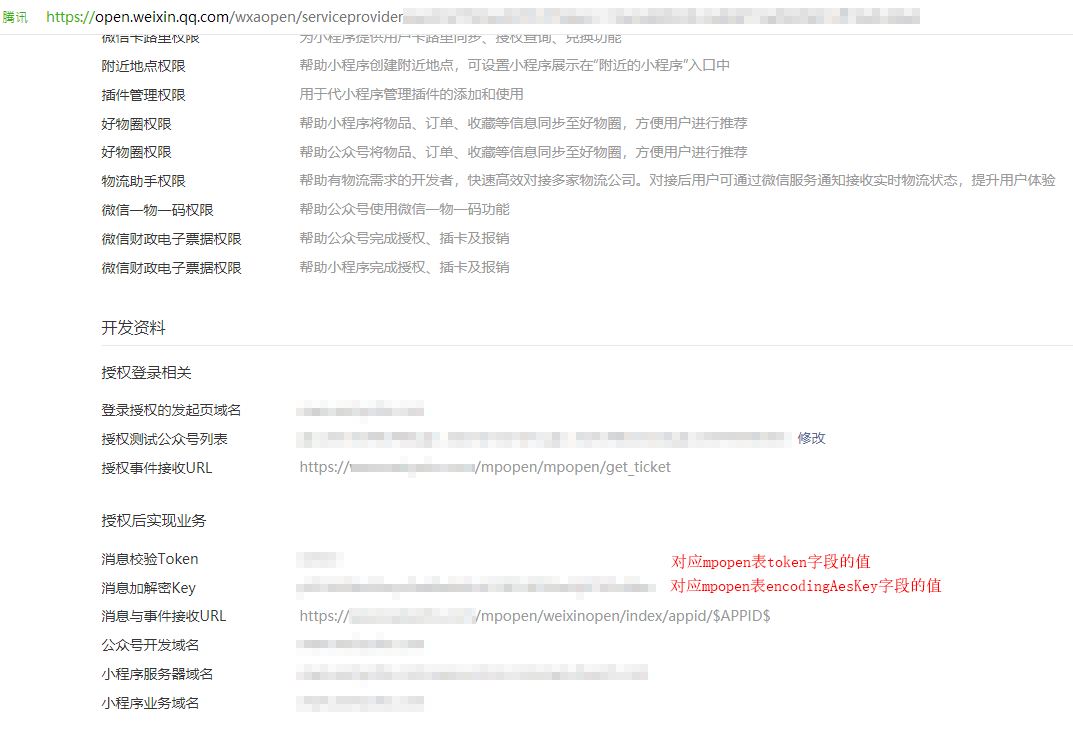 腾讯 https://open.weixin.qq.com/wxaopen/serviceprovider
微信卡路里权限 为小程序提供用户卡路里同步、授权查询、兑换功能
附近地点权限 帮助小程序创建附近地点，可设置小程序展示在“附近的小程序”入口中
插件管理权限 用于代小程序管理插件的添加和使用
好物圈权限 帮助小程序将物品、订单、收藏等信息同步至好物圈，方便用户进行推荐
好物圈权限 帮助公众号将物品、订单、收藏等信息同步至好物圈，方便用户进行推荐
物流助手权限 帮助有物流需求的开发者，快速高效对接多家物流公司。对接后用户可通过微信服务通知接收实时物流状态，提升用户体验
微信一物一码权限 帮助公众号使用微信一物一码功能
微信财政电子票据权限 帮助公众号完成授权、插卡及报销
微信财政电子票据权限 帮助小程序完成授权、插卡及报销
开发资料
授权登录相关
登录授权的发起页域名
授权测试公众号列表 修改
授权事件接收URL https:// /mpopen/mpopen/get_ticket
授权后实现业务
消息校验Token 对应mpopen表token字段的值
消息加解密Key 对应mpopen表encodingAesKey字段的值
消息与事件接收URL https:// /mpopen/weixinopen/index/appid/$APPID$
公众号开发域名
小程序服务器域名
小程序业务域名